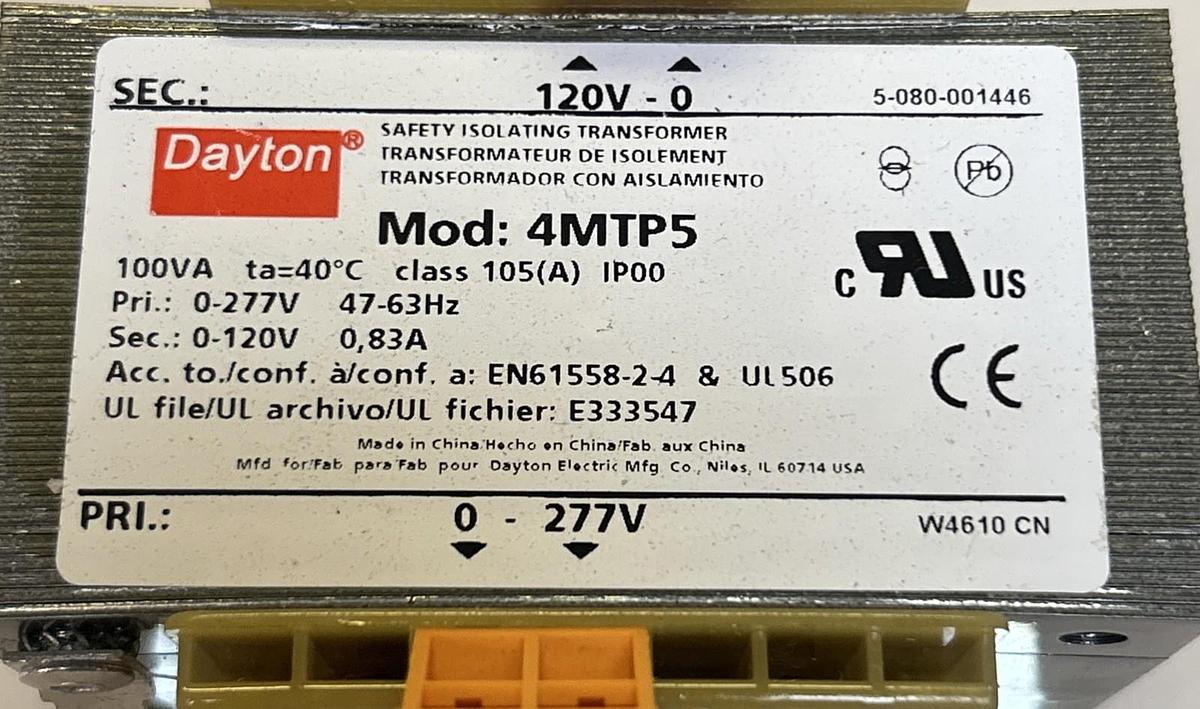 SEC.: 120V - 0 5-080-001446
Dayton®
SAFETY ISOLATING TRANSFORMER
TRANSFORMATEUR DE ISOLEMENT
TRANSFORMADOR CON AISLAMIENTO
Pb
Mod: 4MTP5
100VA ta=40°C class 105(A) IP00
Pri.: 0-277V 47-63Hz
Sec.: 0-120V 0,83A
c RU US
Acc. to./conf. à/conf. a: EN61558-2-4 & UL506
CE
UL file/UL archivo/UL fichier: E333547
Made in China/Hecho en China/Fab. aux China
Mfd for/Fab para/Fab pour Dayton Electric Mfg. Co., Niles, IL 60714 USA
PRI.: 0 - 277V W4610 CN